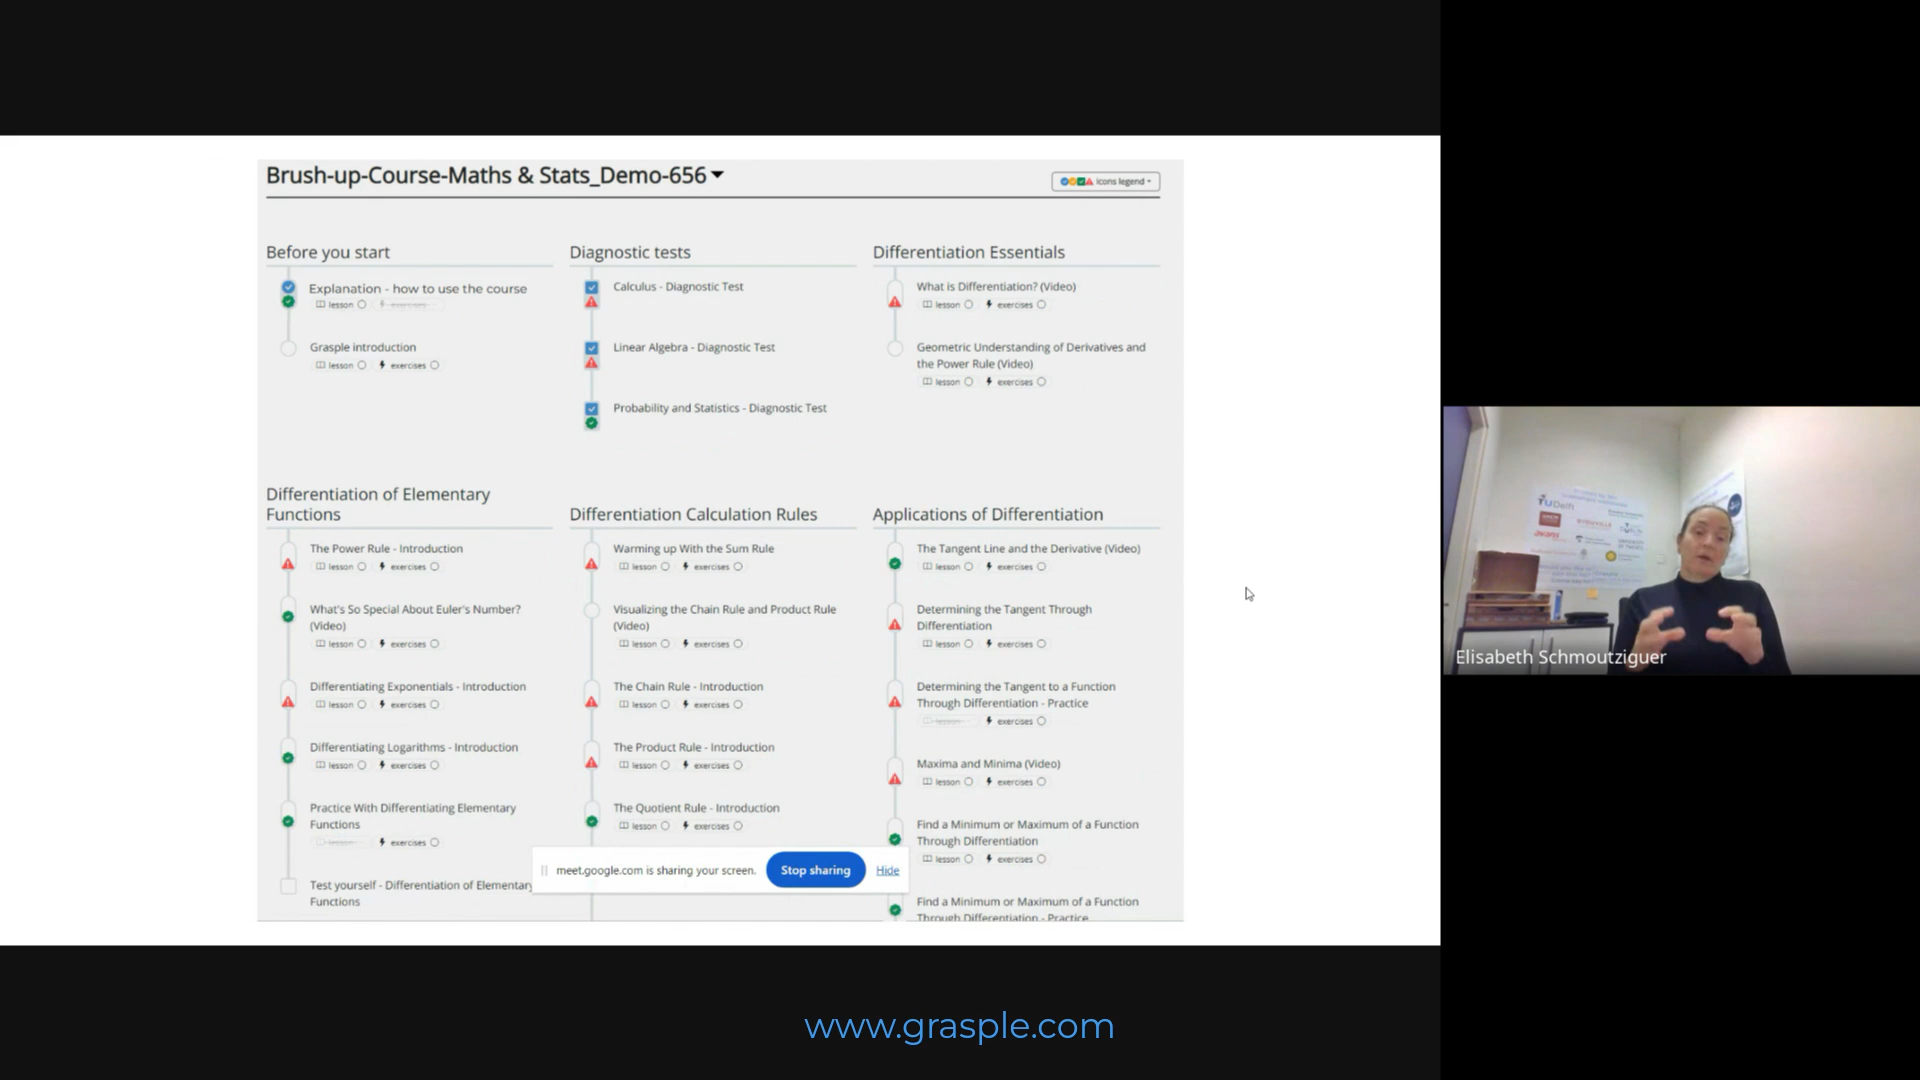 Brush-up-Course-Maths & Stats_Demo-656
icons legend
Before you start
Explanation - how to use the course
lesson exercises
Grasple introduction
lesson exercises
Diagnostic tests
Calculus - Diagnostic Test
Linear Algebra - Diagnostic Test
Probability and Statistics - Diagnostic Test
Differentiation Essentials
What is Differentiation? (Video)
lesson exercises
Geometric Understanding of Derivatives and
the Power Rule (Video)
lesson exercises
Differentiation of Elementary
Functions
The Power Rule - Introduction
lesson exercises
What's So Special About Euler's Number?
(Video)
lesson exercises
Differentiating Exponentials - Introduction
lesson exercises
Differentiating Logarithms - Introduction
lesson exercises
Practice With Differentiating Elementary
Functions
lesson exercises
Test yourself - Differentiation of Elementary
Functions
Differentiation Calculation Rules
Warming up With the Sum Rule
lesson exercises
Visualizing the Chain Rule and Product Rule
(Video)
lesson exercises
The Chain Rule - Introduction
lesson exercises
The Product Rule - Introduction
lesson exercises
The Quotient Rule - Introduction
lesson exercises
Applications of Differentiation
The Tangent Line and the Derivative (Video)
lesson exercises
Determining the Tangent Through
Differentiation
lesson exercises
Determining the Tangent to a Function
Through Differentiation - Practice
lesson exercises
Maxima and Minima (Video)
lesson exercises
Find a Minimum or Maximum of a Function
Through Differentiation
lesson exercises
Find a Minimum or Maximum of a Function
Through Differentiation - Practice
meet.google.com is sharing your screen.
Stop sharing
Hide
TU Delft
Elisabeth Schmoutziguer
www.grasple.com